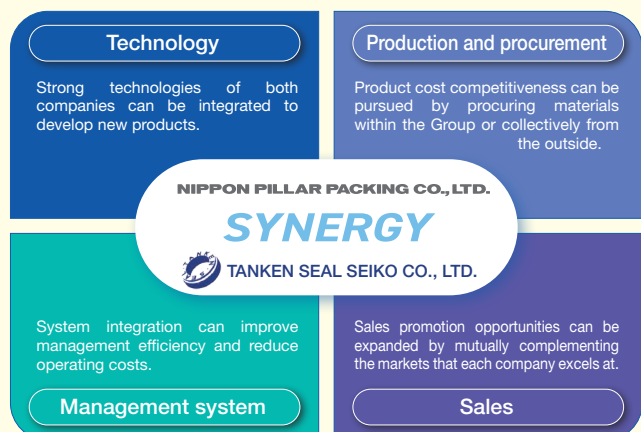 Technology
Strong technologies of both
companies can be integrated to
develop new products.
Production and procurement
Product cost competitiveness can be
pursued by procuring materials
within the Group or collectively from
the outside.
NIPPON PILLAR PACKING CO., LTD.
SYNERGY
TANKEN
TANKEN SEAL SEIKO CO., LTD.
System integration can improve
management efficiency and reduce
operating costs.
Management system
Sales promotion opportunities can be
expanded by mutually complementing
the markets that each company excels at.
Sales